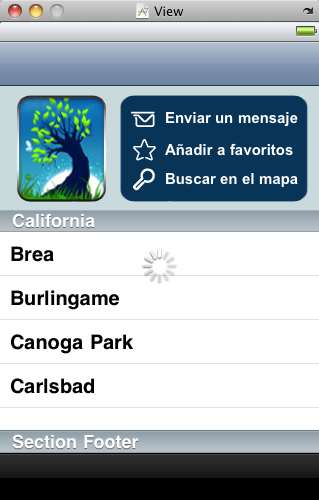 View
Enviar un mensaje
Añadir a favoritos
Buscar en el mapa
California
Brea
Burlingame
Canoga Park
Carlsbad
Section Footer